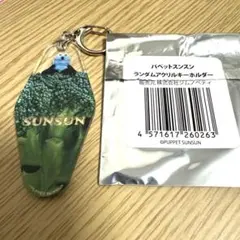 SUNSUN
パペットスンスン
ランダムアクリルキーホルダー
販売元 株式会社ツムノベティ
4 571617 260263
©PUPPET SUNSUN